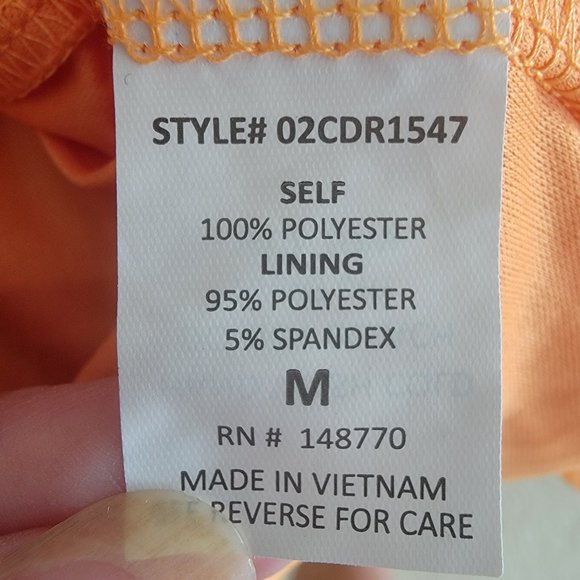 STYLE# 02CDR1547
SELF
100% POLYESTER
LINING
95% POLYESTER
5% SPANDEX
M
RN # 148770
MADE IN VIETNAM
REVERSE FOR CARE